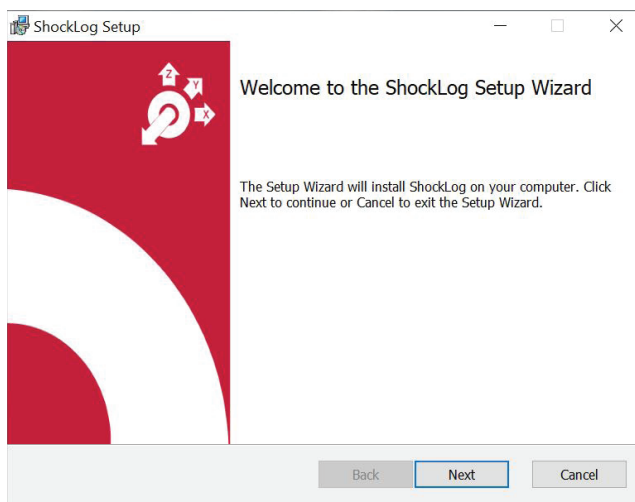 ShockLog Setup
Z
Y
X
Welcome to the ShockLog Setup Wizard
The Setup Wizard will install ShockLog on your computer. Click
Next to continue or Cancel to exit the Setup Wizard.
Back
Next
Cancel